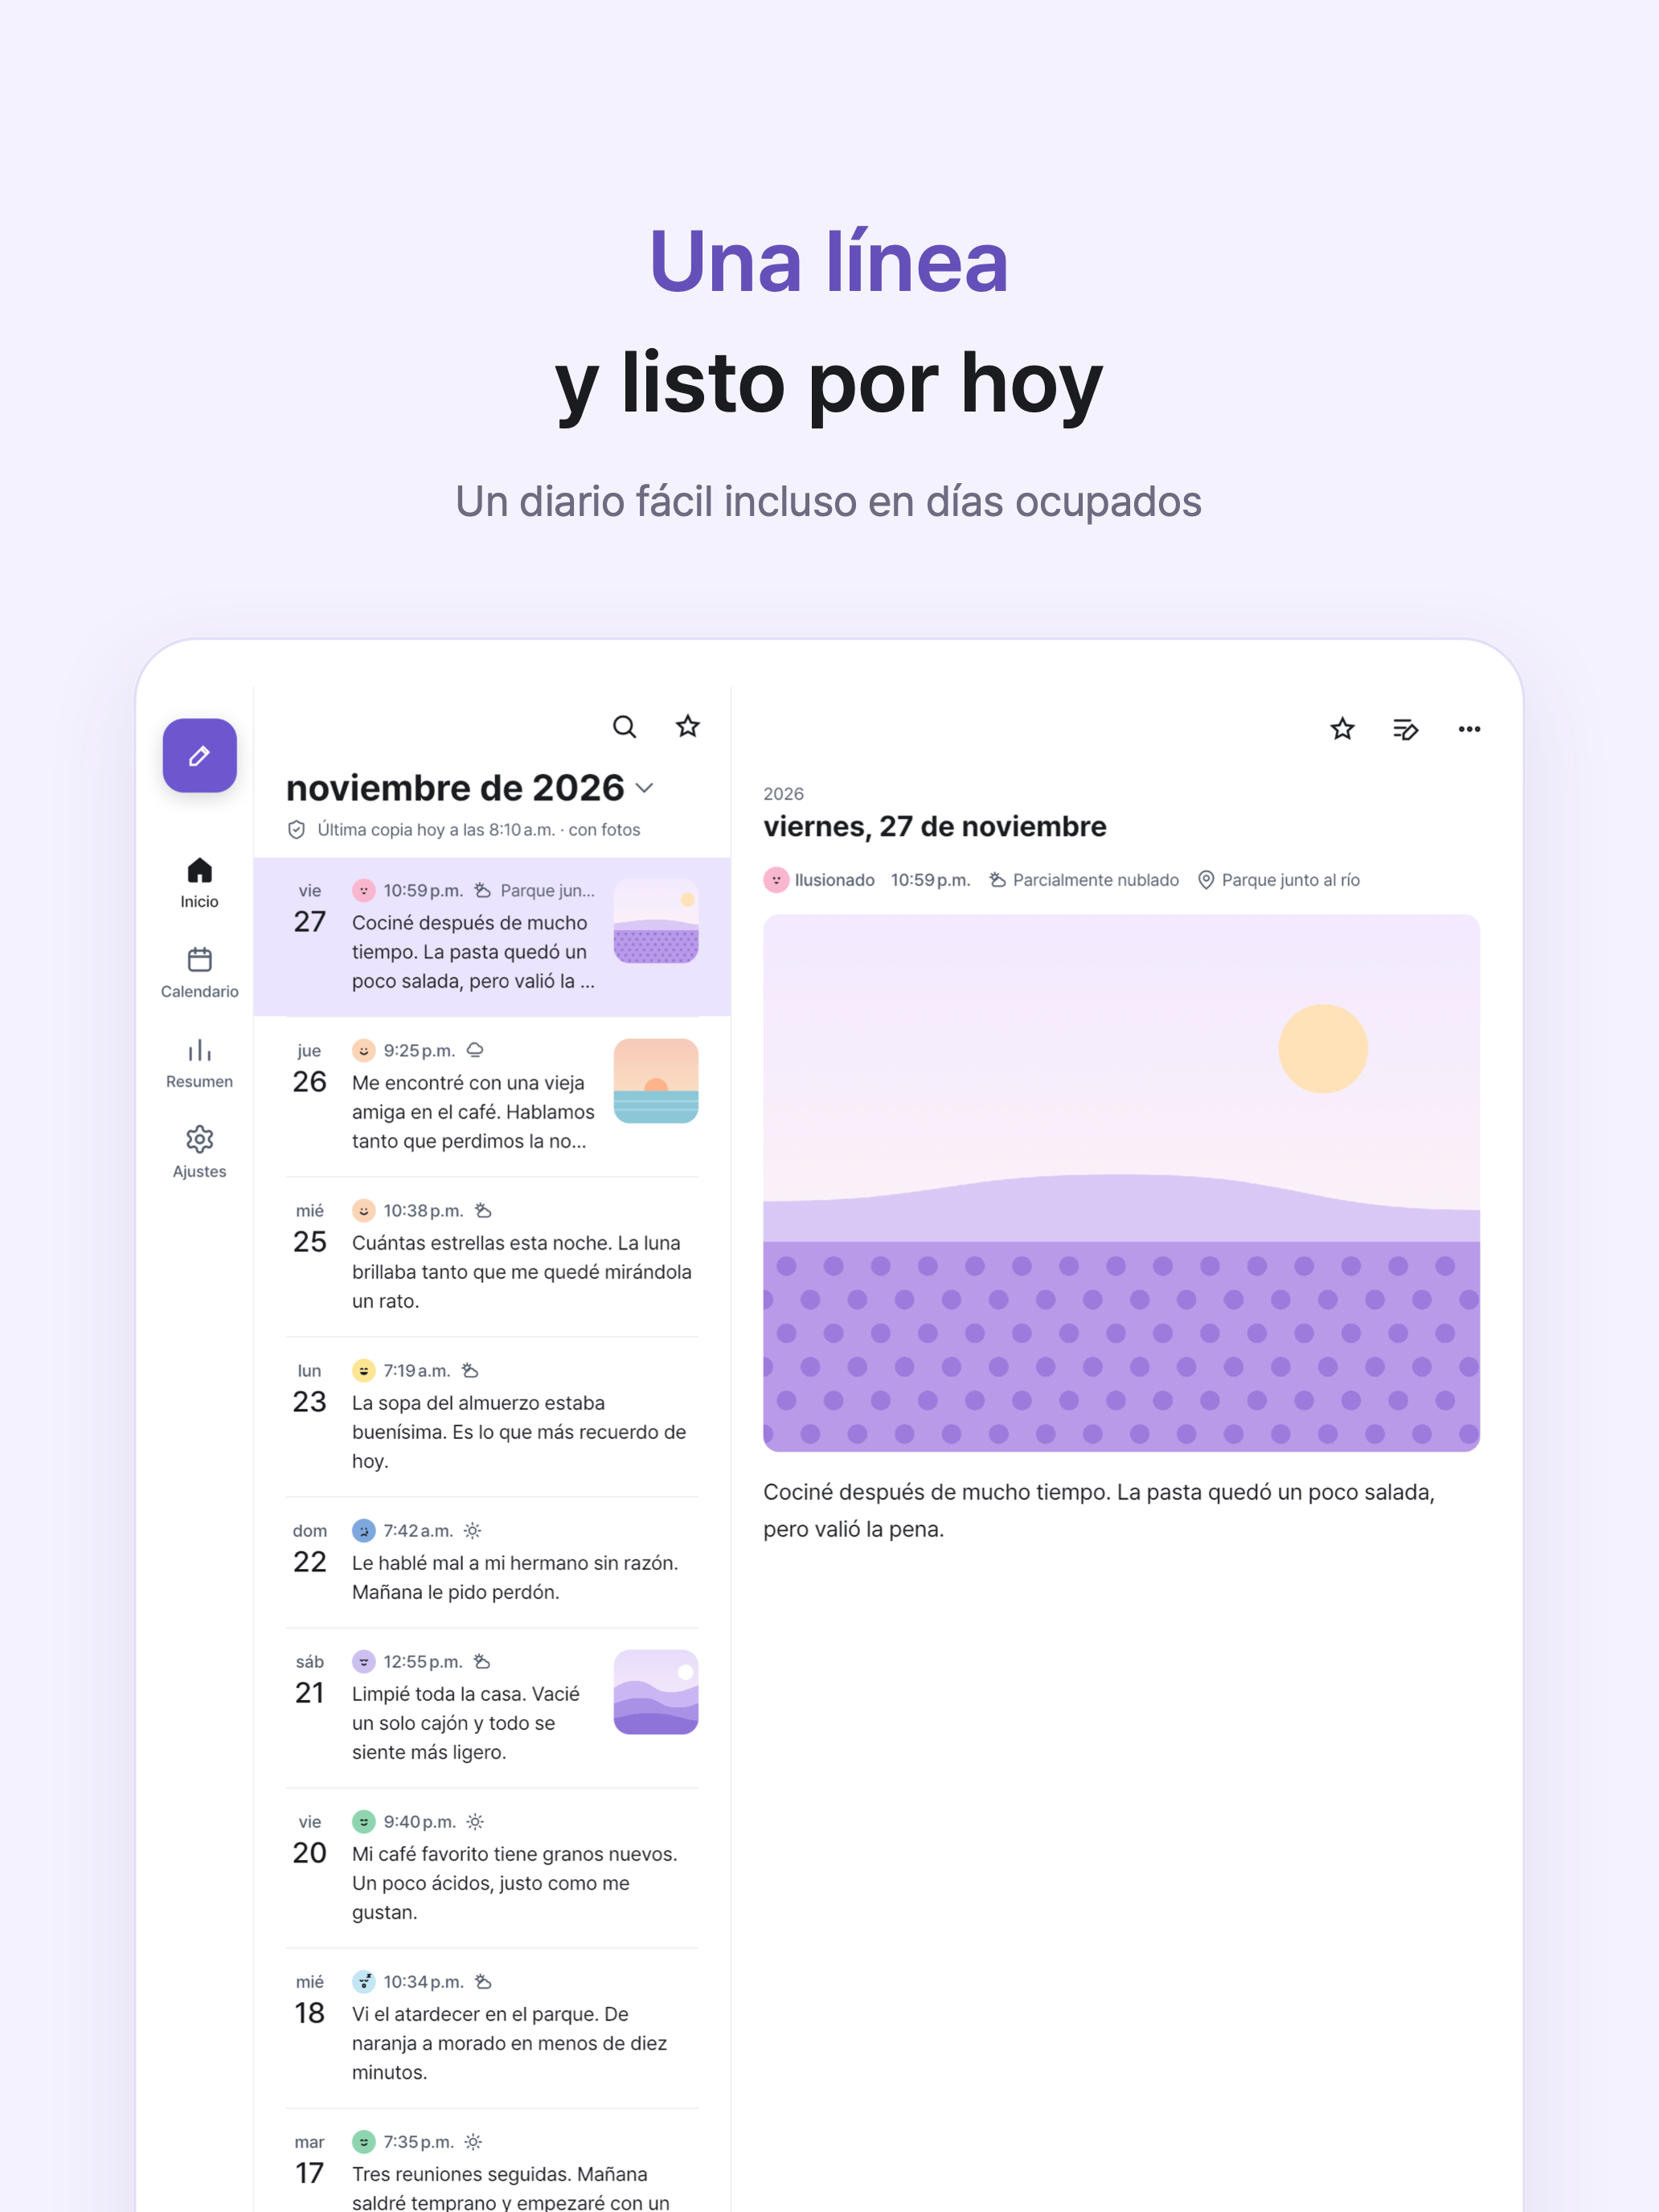 Una línea
y listo por hoy
Un diario fácil incluso en días ocupados
Inicio
Calendario
Resumen
Ajustes
noviembre de 2026
Última copia hoy a las 8:10 a.m. · con fotos
vie
27
10:59 p.m. Parque jun...
Cociné después de mucho
tiempo. La pasta quedó un
poco salada, pero valió la ...
jue
26
9:25 p.m.
Me encontré con una vieja
amiga en el café. Hablamos
tanto que perdimos la no...
mié
25
10:38 p.m.
Cuántas estrellas esta noche. La luna
brillaba tanto que me quedé mirándola
un rato.
lun
23
7:19 a.m.
La sopa del almuerzo estaba
buenísima. Es lo que más recuerdo de
hoy.
dom
22
7:42 a.m.
Le hablé mal a mi hermano sin razón.
Mañana le pido perdón.
sáb
21
12:55 p.m.
Limpié toda la casa. Vacié
un solo cajón y todo se
siente más ligero.
vie
20
9:40 p.m.
Mi café favorito tiene granos nuevos.
Un poco ácidos, justo como me
gustan.
mié
18
10:34 p.m.
Vi el atardecer en el parque. De
naranja a morado en menos de diez
minutos.
mar
17
7:35 p.m.
Tres reuniones seguidas. Mañana
saldré temprano y empezaré con un
2026
viernes, 27 de noviembre
Ilusionado 10:59 p.m. Parcialmente nublado Parque junto al río
Cociné después de mucho tiempo. La pasta quedó un poco salada,
pero valió la pena.